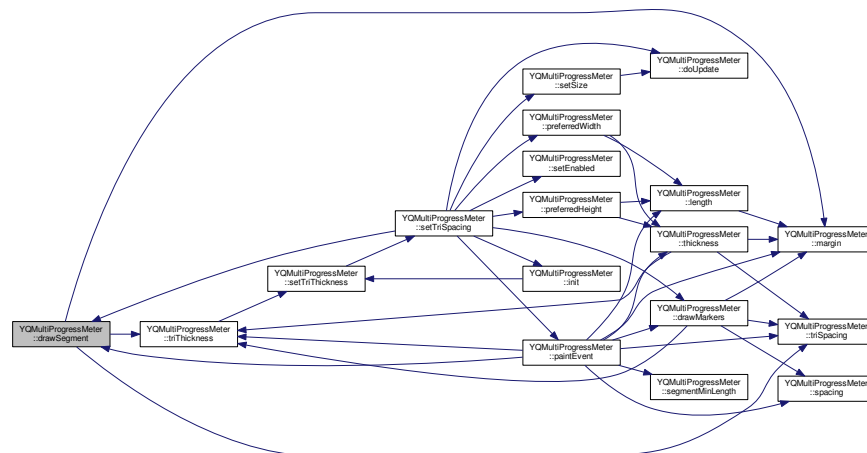 YQMultiProgressMeter
::drawSegment
YQMultiProgressMeter
::triThickness
YQMultiProgressMeter
::setTriThickness
YQMultiProgressMeter
::setTriSpacing
YQMultiProgressMeter
::setSize
YQMultiProgressMeter
::preferredWidth
YQMultiProgressMeter
::setEnabled
YQMultiProgressMeter
::preferredHeight
YQMultiProgressMeter
::init
YQMultiProgressMeter
::paintEvent
YQMultiProgressMeter
::doUpdate
YQMultiProgressMeter
::length
YQMultiProgressMeter
::thickness
YQMultiProgressMeter
::drawMarkers
YQMultiProgressMeter
::segmentMinLength
YQMultiProgressMeter
::margin
YQMultiProgressMeter
::triSpacing
YQMultiProgressMeter
::spacing